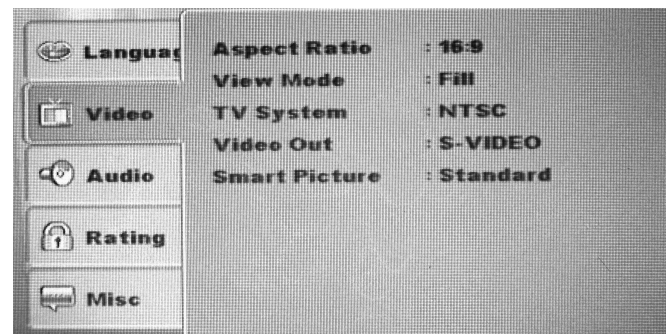 Languag
Video
Audio
Rating
Misc
Aspect Ratio : 16:9
View Mode : Fill
TV System : NTSC
Video Out : S-VIDEO
Smart Picture : Standard